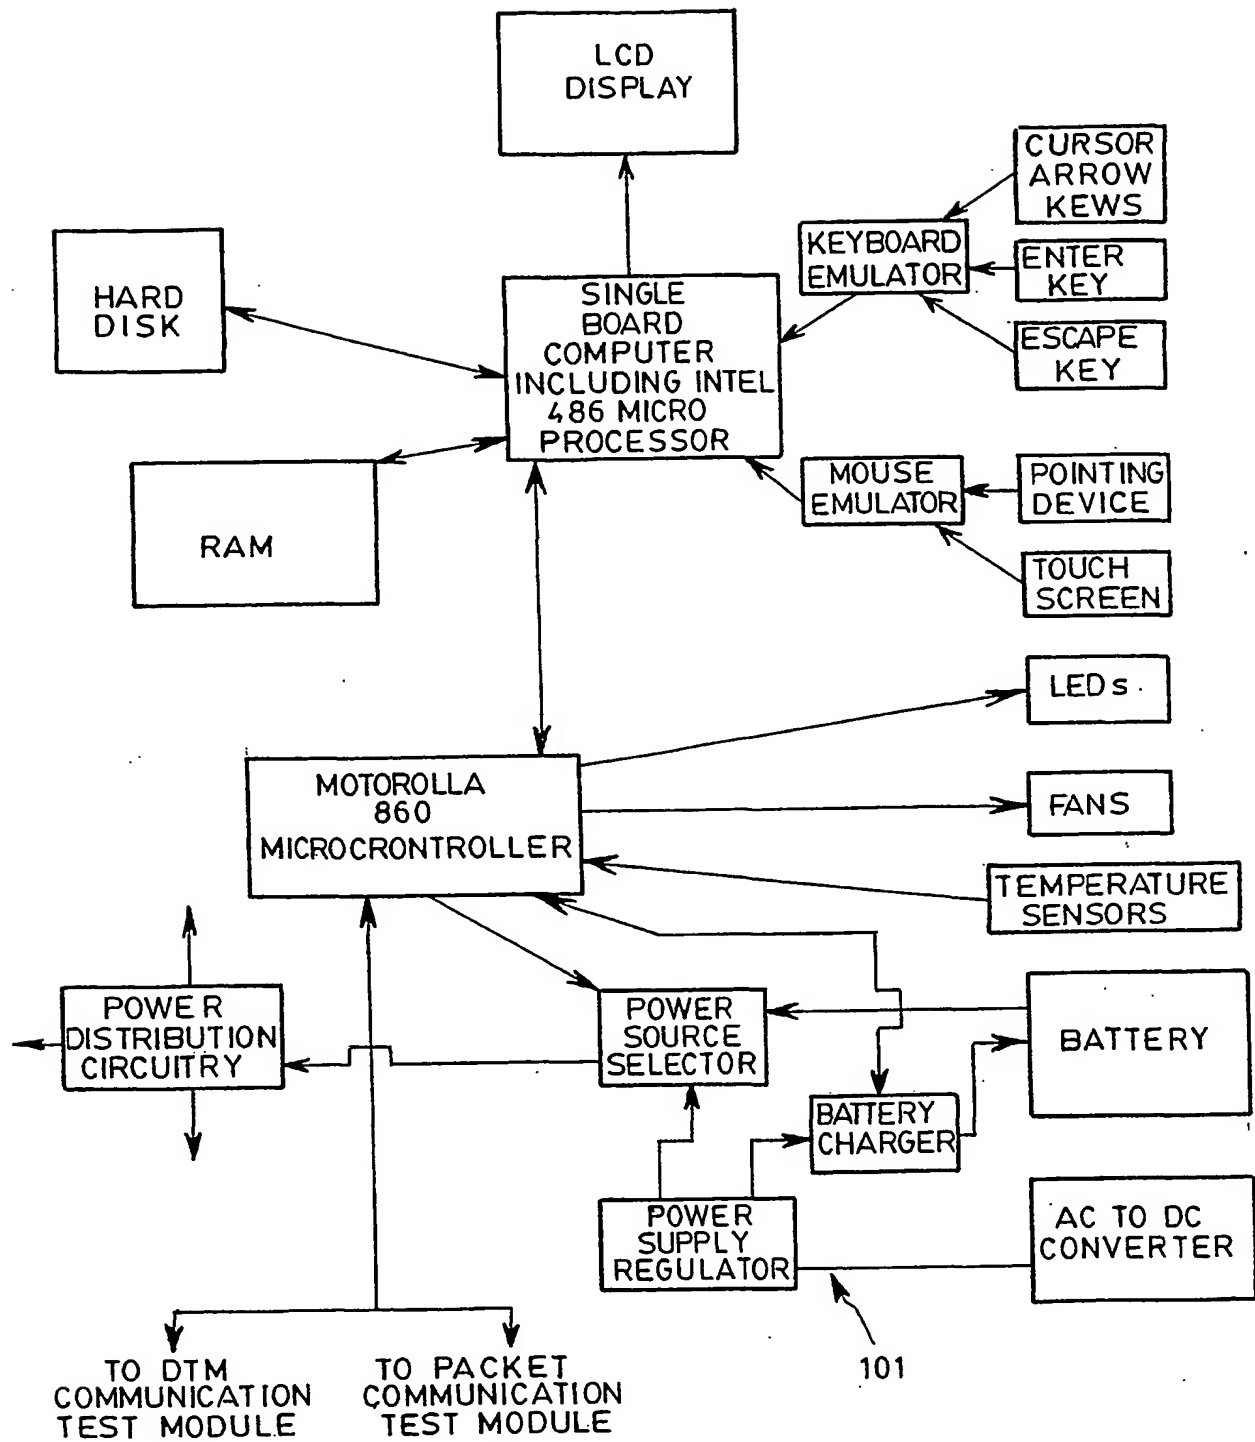 LCD
DISPLAY
CURSOR
ARROW
KEWS
KEYBOARD
EMULATOR
ENTER
KEY
ESCAPE
KEY
HARD
DISK
SINGLE
BOARD
COMPUTER
INCLUDING INTEL
486 MICRO
PROCESSOR
RAM
MOUSE
EMULATOR
POINTING
DEVICE
TOUCH
SCREEN
LEDs
MOTOROLLA
860
MICROCRONTROLLER
FANS
TEMPERATURE
SENSORS
POWER
DISTRIBUTION
CIRCUITRY
POWER
SOURCE
SELECTOR
BATTERY
BATTERY
CHARGER
POWER
SUPPLY
REGULATOR
AC TO DC
CONVERTER
101
TO DTM
COMMUNICATION
TEST MODULE
TO PACKET
COMMUNICATION
TEST MODULE